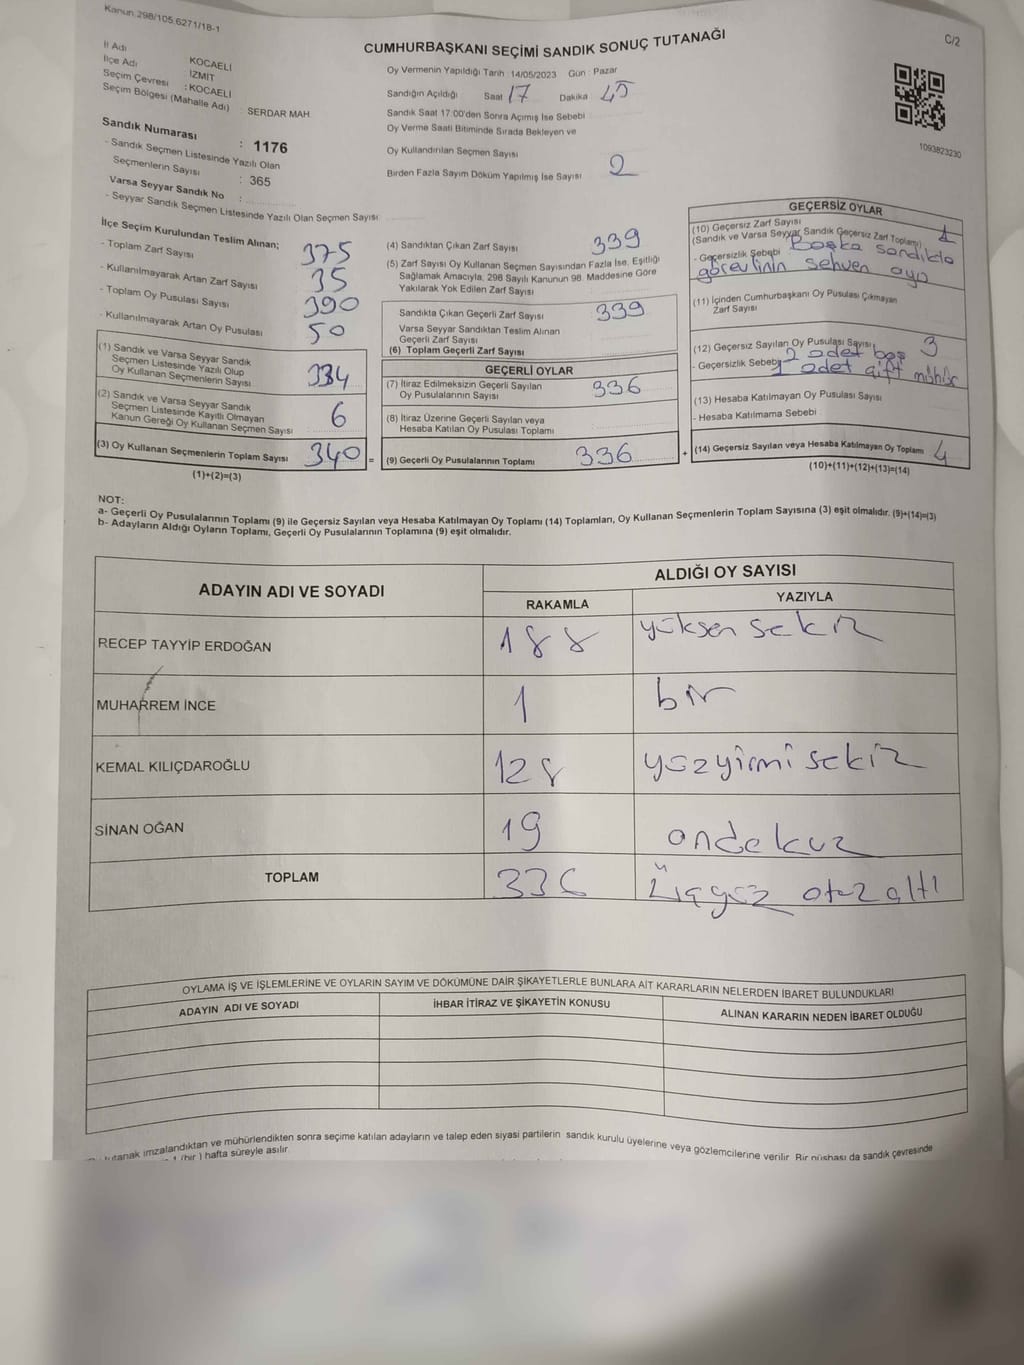 Kanun.298/105,6271/18-1
C/2
CUMHURBAŞKANI SEÇİMİ SANDIK SONUÇ TUTANAĞI
İl Adı : KOCAELİ
İlçe Adı : İZMİT
Seçim Çevresi : KOCAELİ
Seçim Bölgesi (Mahalle Adı) : SERDAR MAH.
Sandık Numarası : 1176
- Sandık Seçmen Listesinde Yazılı Olan
Seçmenlerin Sayısı : 365
Varsa Seyyar Sandık No :
- Seyyar Sandık Seçmen Listesinde Yazılı Olan Seçmen Sayısı
Oy Vermenin Yapıldığı Tarih : 14/05/2023 Gün : Pazar
Sandığın Açıldığı Saat 17 Dakika 45
Sandık Saat 17:00'den Sonra Açımış İse Sebebi
Oy Verme Saati Bitiminde Sırada Bekleyen ve
Oy Kullandırılan Seçmen Sayısı
Birden Fazla Sayım Döküm Yapılmış İse Sayısı 2
1093823230
İlçe Seçim Kurulundan Teslim Alınan;
- Toplam Zarf Sayısı 375
- Kullanılmayarak Artan Zarf Sayısı 35
- Toplam Oy Pusulası Sayısı 390
- Kullanılmayarak Artan Oy Pusulası 50
(1) Sandık ve Varsa Seyyar Sandık
Seçmen Listesinde Yazılı Olup
Oy Kullanan Seçmenlerin Sayısı 334
(2) Sandık ve Varsa Seyyar Sandık
Seçmen Listesinde Kayıtlı Olmayan
Kanun Gereği Oy Kullanan Seçmen Sayısı 6
(3) Oy Kullanan Seçmenlerin Toplam Sayısı 340 =
(1)+(2)=(3)
(4) Sandıktan Çıkan Zarf Sayısı 339
(5) Zarf Sayısı Oy Kullanan Seçmen Sayısından Fazla İse, Eşitliği
Sağlamak Amacıyla, 298 Sayılı Kanunun 98. Maddesine Göre
Yakılarak Yok Edilen Zarf Sayısı
Sandıkta Çıkan Geçerli Zarf Sayısı 339
Varsa Seyyar Sandıktan Teslim Alınan
Geçerli Zarf Sayısı
(6) Toplam Geçerli Zarf Sayısı
GEÇERLİ OYLAR
(7) İtiraz Edilmeksizin Geçerli Sayılan
Oy Pusulalarının Sayısı 336
(8) İtiraz Üzerine Geçerli Sayılan veya
Hesaba Katılan Oy Pusulası Toplamı
(9) Geçerli Oy Pusulalarının Toplamı 336 +
GEÇERSİZ OYLAR
(10) Geçersiz Zarf Sayısı
(Sandık ve Varsa Seyyar Sandık Geçersiz Zarf Toplamı) 1
- Geçersizlik Sebebi Başka sandıkda
görevlinin sehven oyu
(11) İçinden Cumhurbaşkanı Oy Pusulası Çıkmayan
Zarf Sayısı
(12) Geçersiz Sayılan Oy Pusulası Sayısı 3
- Geçersizlik Sebebi 2 adet boş
1 adet çift mühür
(13) Hesaba Katılmayan Oy Pusulası Sayısı
- Hesaba Katılmama Sebebi
(14) Geçersiz Sayılan veya Hesaba Katılmayan Oy Toplamı 4
(10)+(11)+(12)+(13)=(14)
NOT:
a- Geçerli Oy Pusulalarının Toplamı (9) ile Geçersiz Sayılan veya Hesaba Katılmayan Oy Toplamı (14) Toplamları, Oy Kullanan Seçmenlerin Toplam Sayısına (3) eşit olmalıdır. (9)+(14)=(3)
b- Adayların Aldığı Oyların Toplamı, Geçerli Oy Pusulalarının Toplamına (9) eşit olmalıdır.
ADAYIN ADI VE SOYADI
ALDIĞI OY SAYISI
RAKAMLA YAZIYLA
RECEP TAYYİP ERDOĞAN 188 yüksen sekiz
MUHARREM İNCE 1 bir
KEMAL KILIÇDAROĞLU 128 yüzyirmi sekiz
SİNAN OĞAN 19 ondokuz
TOPLAM 336 Üçyüz otuz altı
OYLAMA İŞ VE İŞLEMLERİNE VE OYLARIN SAYIM VE DÖKÜMÜNE DAİR ŞİKAYETLERLE BUNLARA AİT KARARLARIN NELERDEN İBARET BULUNDUKLARI
ADAYIN ADI VE SOYADI İHBAR İTİRAZ VE ŞİKAYETİN KONUSU ALINAN KARARIN NEDEN İBARET OLDUĞU
tutanak imzalandıktan ve mühürlendikten sonra seçime katılan adayların ve talep eden siyasi partilerin sandık kurulu üyelerine veya gözlemcilerine verilir. Bir nüshası da sandık çevresinde
1 (bir) hafta süreyle asılır.